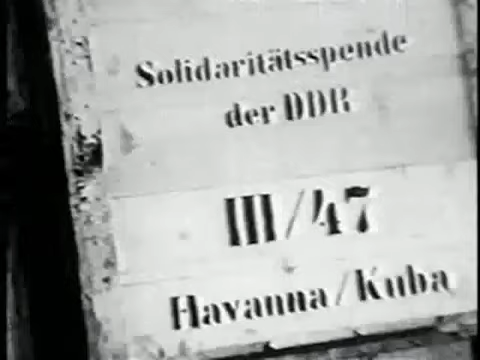 Solidaritätsspende
der DDR
III/47
Havanna/Kuba